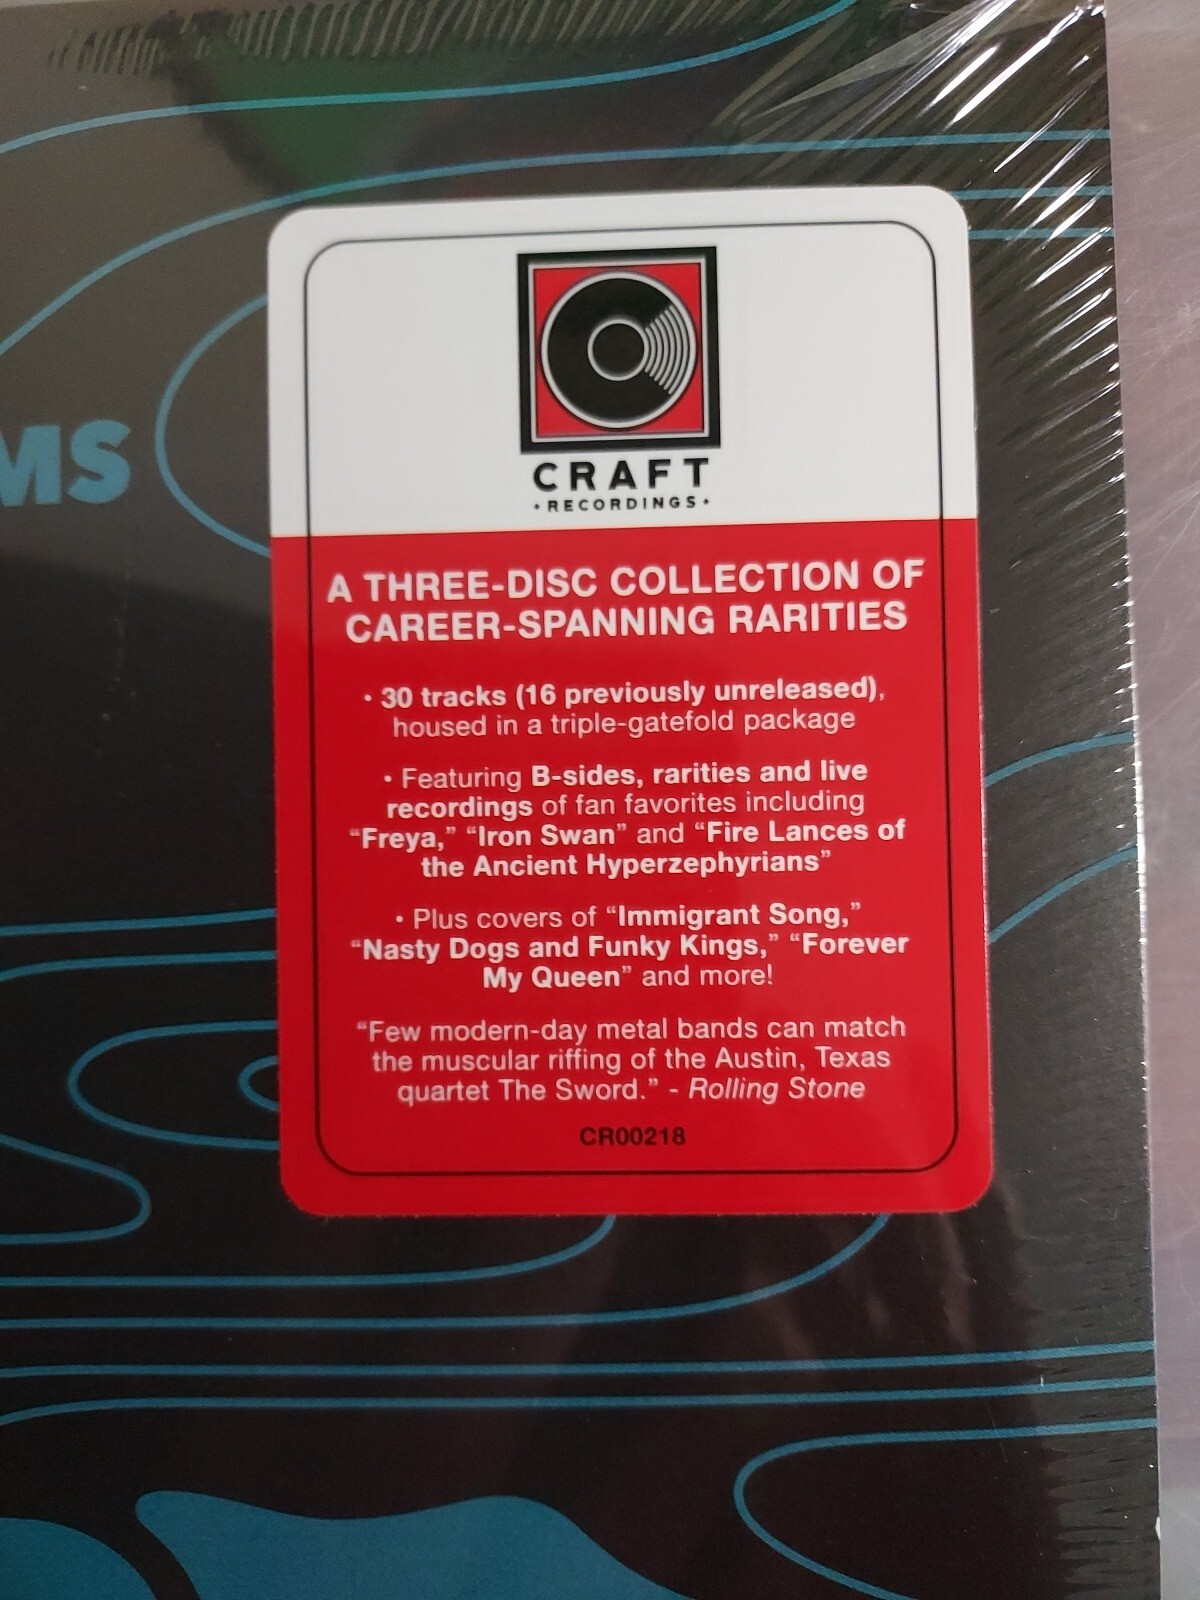 MS
CRAFT
•RECORDINGS•
A THREE-DISC COLLECTION OF
CAREER-SPANNING RARITIES
• 30 tracks (16 previously unreleased),
housed in a triple-gatefold package
• Featuring B-sides, rarities and live
recordings of fan favorites including
“Freya,” “Iron Swan” and “Fire Lances of
the Ancient Hyperzephyrians”
• Plus covers of “Immigrant Song,”
“Nasty Dogs and Funky Kings,” “Forever
My Queen” and more!
“Few modern-day metal bands can match
the muscular riffing of the Austin, Texas
quartet The Sword.” - Rolling Stone
CR00218